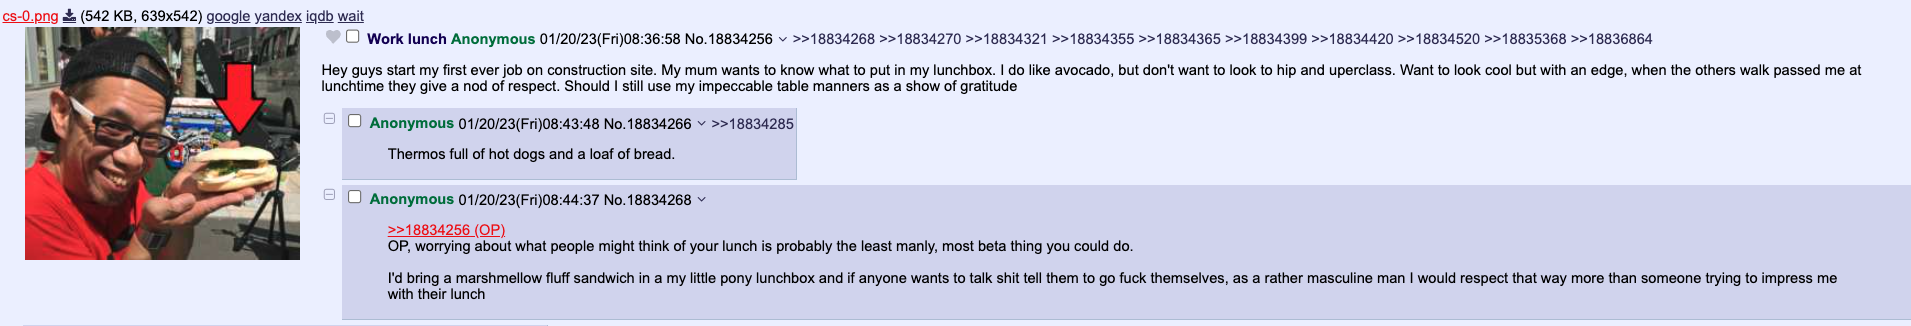 cs-0.png (542 KB, 639x542) google yandex iqdb wait
Work lunch Anonymous 01/20/23(Fri)08:36:58 No.18834256 >>18834268 >>18834270 >>18834321 >>18834355 >>18834365 >>18834399 >>18834420 >>18834520 >>18835368 >>18836864
Hey guys start my first ever job on construction site. My mum wants to know what to put in my lunchbox. I do like avocado, but don't want to look to hip and uperclass. Want to look cool but with an edge, when the others walk passed me at
lunchtime they give a nod of respect. Should I still use my impeccable table manners as a show of gratitude
Anonymous 01/20/23(Fri)08:43:48 No.18834266 >>18834285
Thermos full of hot dogs and a loaf of bread.
Anonymous 01/20/23(Fri)08:44:37 No.18834268
>>18834256 (OP)
OP, worrying about what people might think of your lunch is probably the least manly, most beta thing you could do.
I'd bring a marshmellow fluff sandwich in a my little pony lunchbox and if anyone wants to talk shit tell them to go fuck themselves, as a rather masculine man I would respect that way more than someone trying to impress me
with their lunch